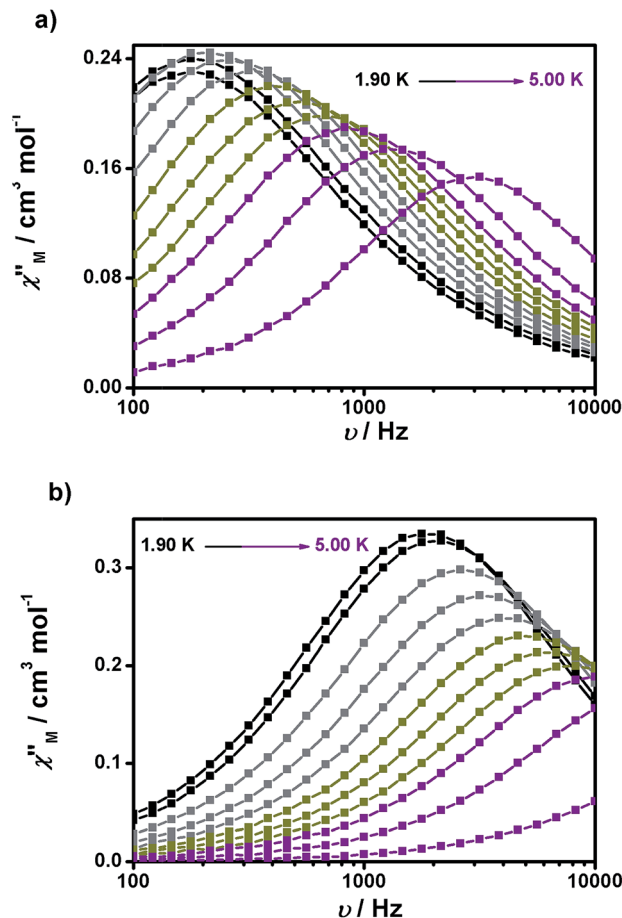 a)
0.24
0.16
0.08
0.00
χ"M / cm³ mol⁻¹
1.90 K 5.00 K
100 1000 10000
υ / Hz
b)
0.3
0.2
0.1
0.0
χ"M / cm³ mol⁻¹
1.90 K 5.00 K
100 1000 10000
υ / Hz